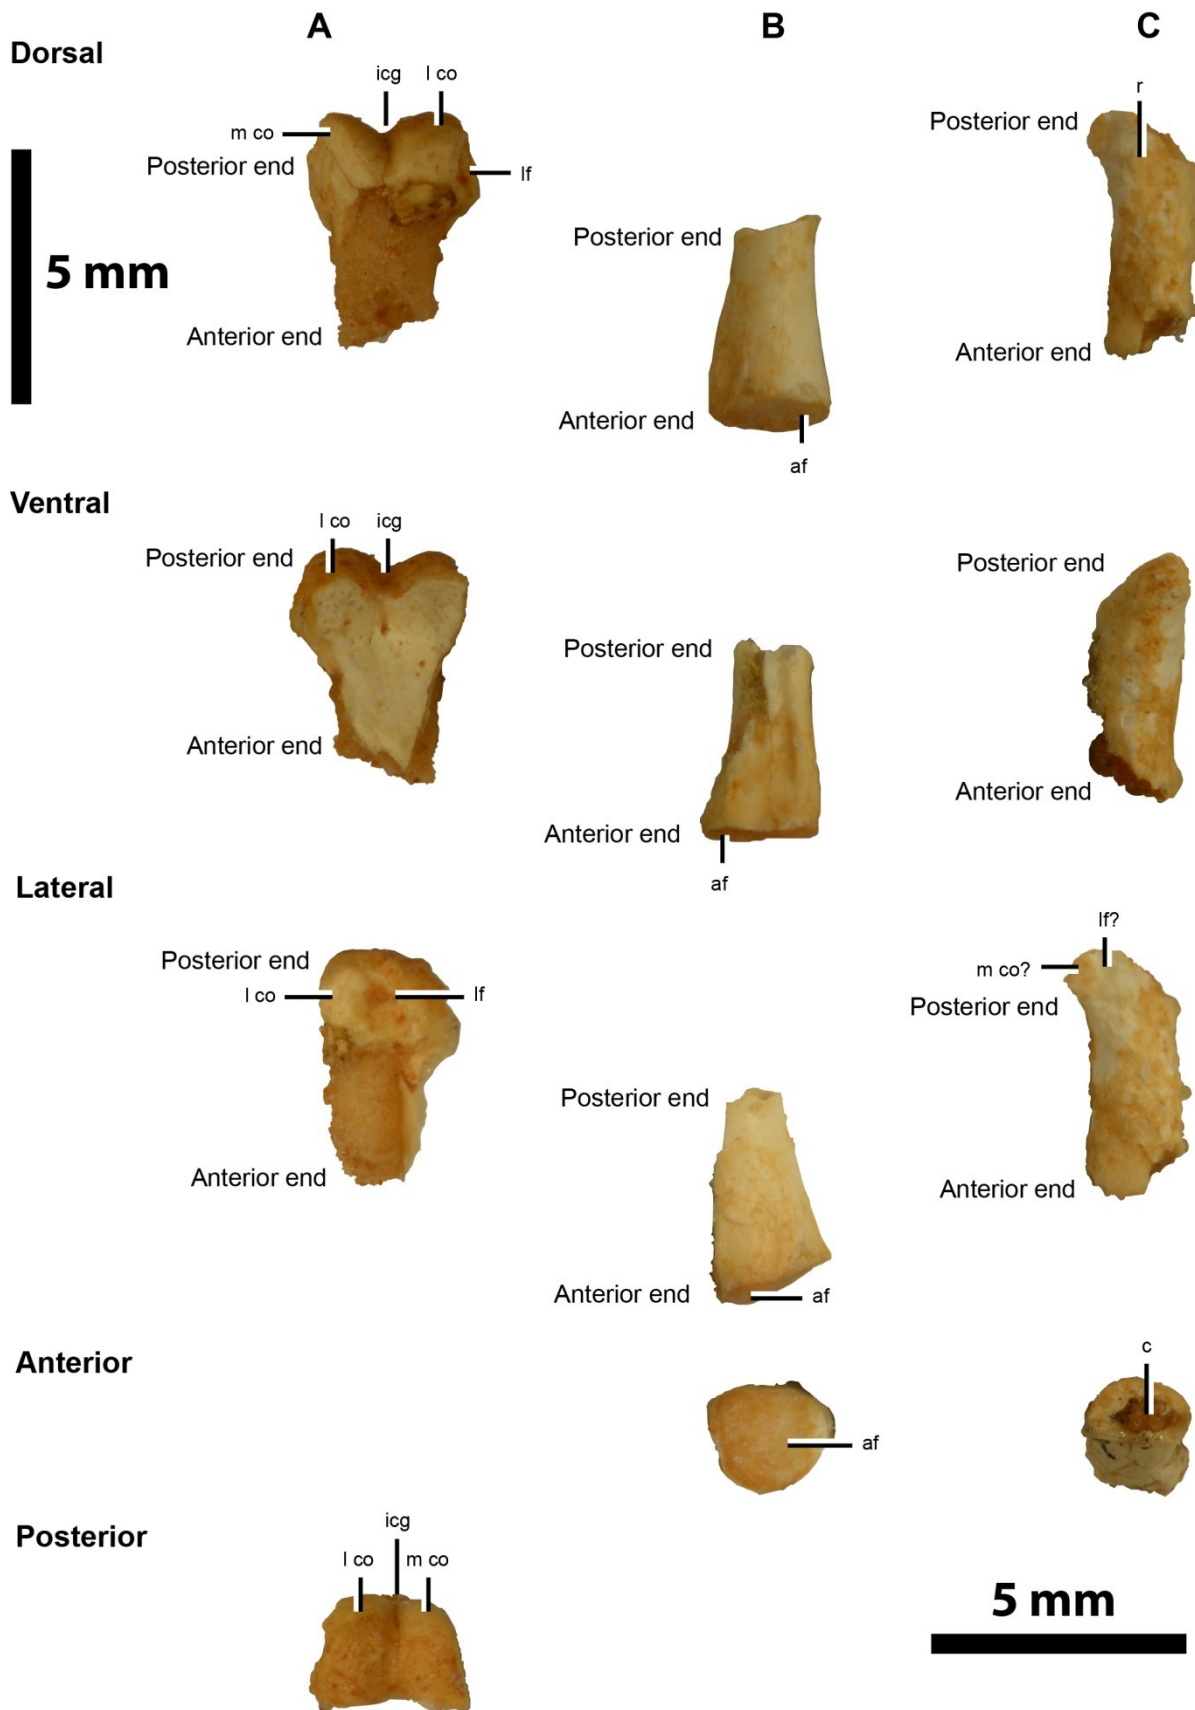 A B C
Dorsal
icg l co
m co
Posterior end
lf
5 mm
Anterior end
Posterior end
Anterior end
af
r
Posterior end
Anterior end
Ventral
l co icg
Posterior end
Anterior end
Posterior end
Anterior end
af
Posterior end
Anterior end
Lateral
Posterior end
l co lf
Anterior end
Posterior end
Anterior end af
lf?
m co?
Posterior end
Anterior end
Anterior
af
c
Posterior
icg
l co m co
5 mm